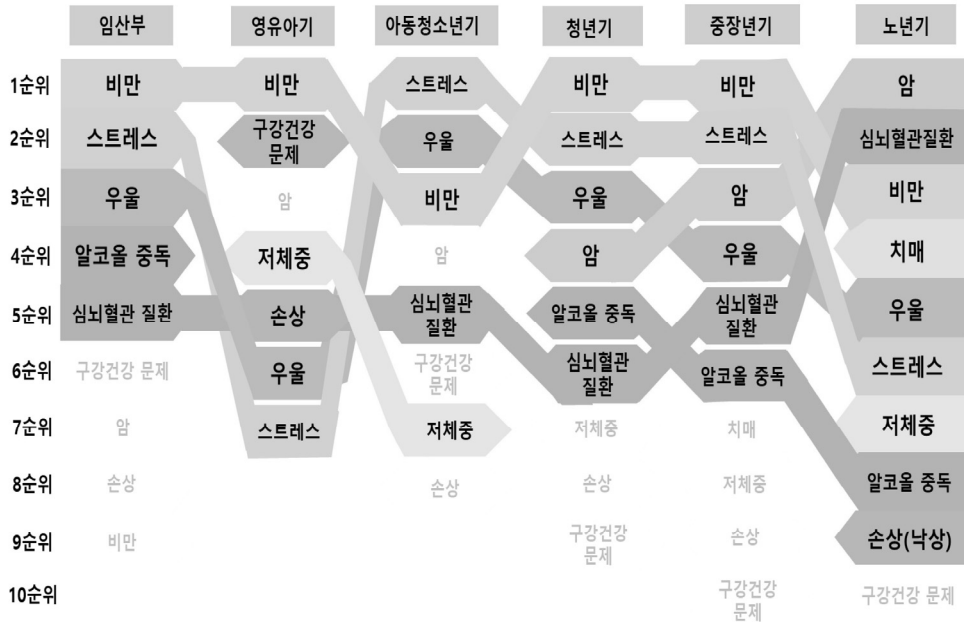 임산부 영유아기 아동청소년기 청년기 중장년기 노년기
1순위 비만 비만 스트레스 비만 비만 암
2순위 스트레스 구강건강 문제 우울 스트레스 스트레스 심뇌혈관질환
3순위 우울 암 비만 우울 암 비만
4순위 알코올 중독 저체중 암 암 우울 치매
5순위 심뇌혈관 질환 손상 심뇌혈관 질환 알코올 중독 심뇌혈관 질환 우울
6순위 구강건강 문제 우울 구강건강 문제 심뇌혈관 질환 알코올 중독 스트레스
7순위 암 스트레스 저체중 저체중 치매 저체중
8순위 손상 손상 손상 저체중 알코올 중독
9순위 비만 구강건강 문제 손상 손상(낙상)
10순위 구강건강 문제 구강건강 문제